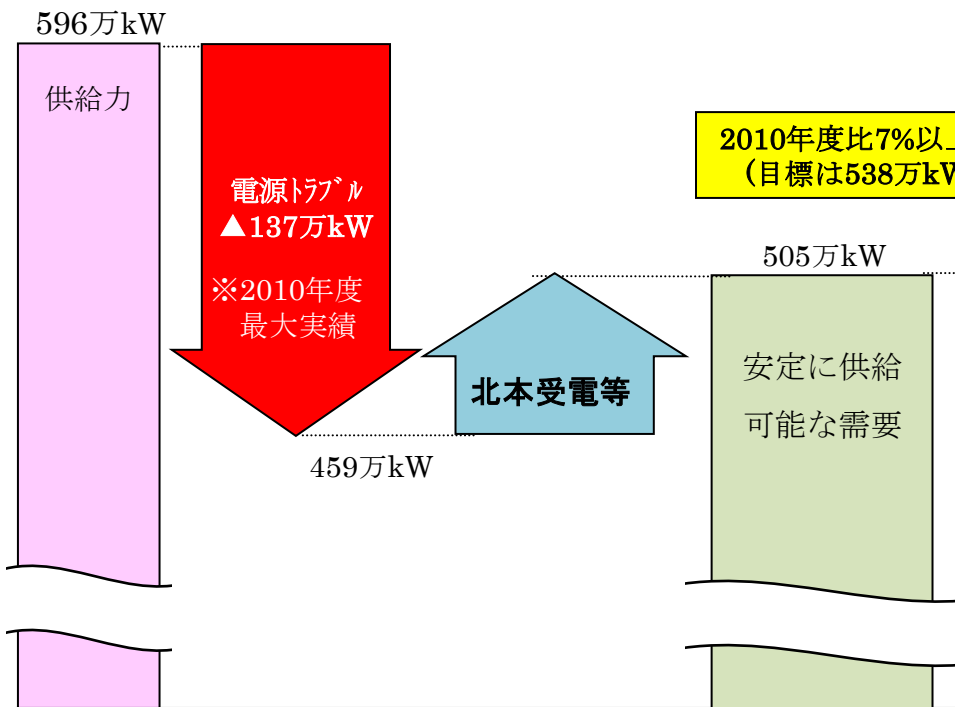 596万kW
供給力
電源ﾄﾗﾌﾞﾙ
▲137万kW
※2010年度
最大実績
459万kW
北本受電等
2010年度比7%以
(目標は538万kW
505万kW
安定に供給
可能な需要